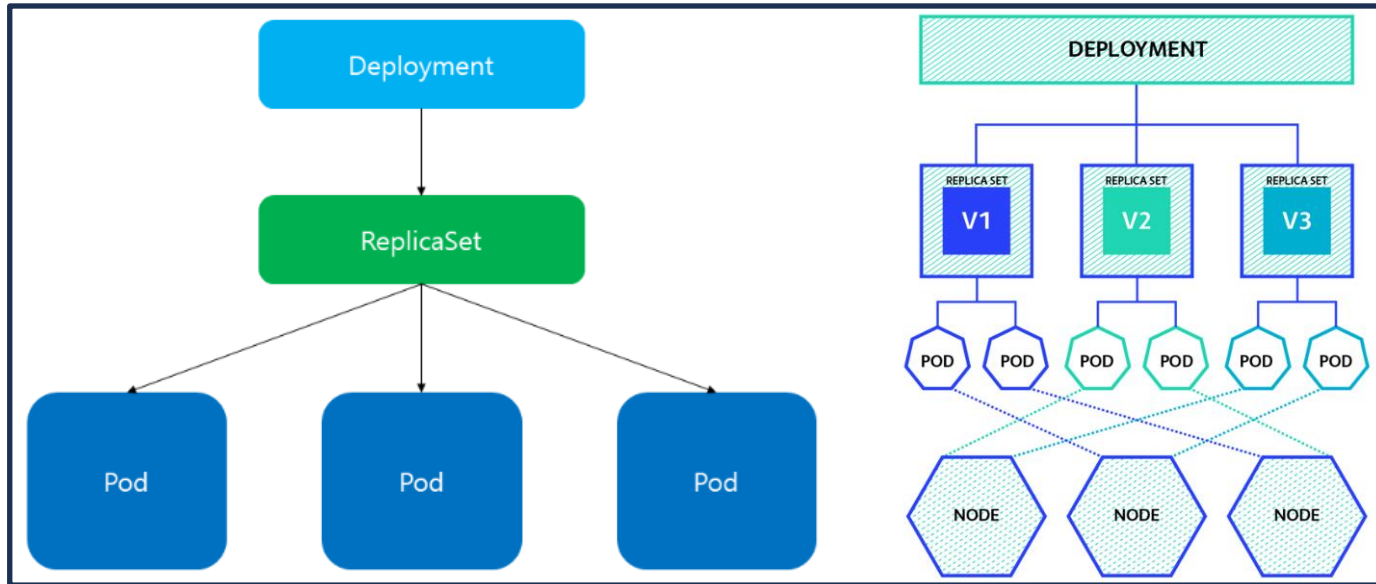 Deployment
ReplicaSet
Pod
Pod
Pod
DEPLOYMENT
REPLICA SET
V1
REPLICA SET
V2
REPLICA SET
V3
POD
POD
POD
POD
POD
POD
NODE
NODE
NODE